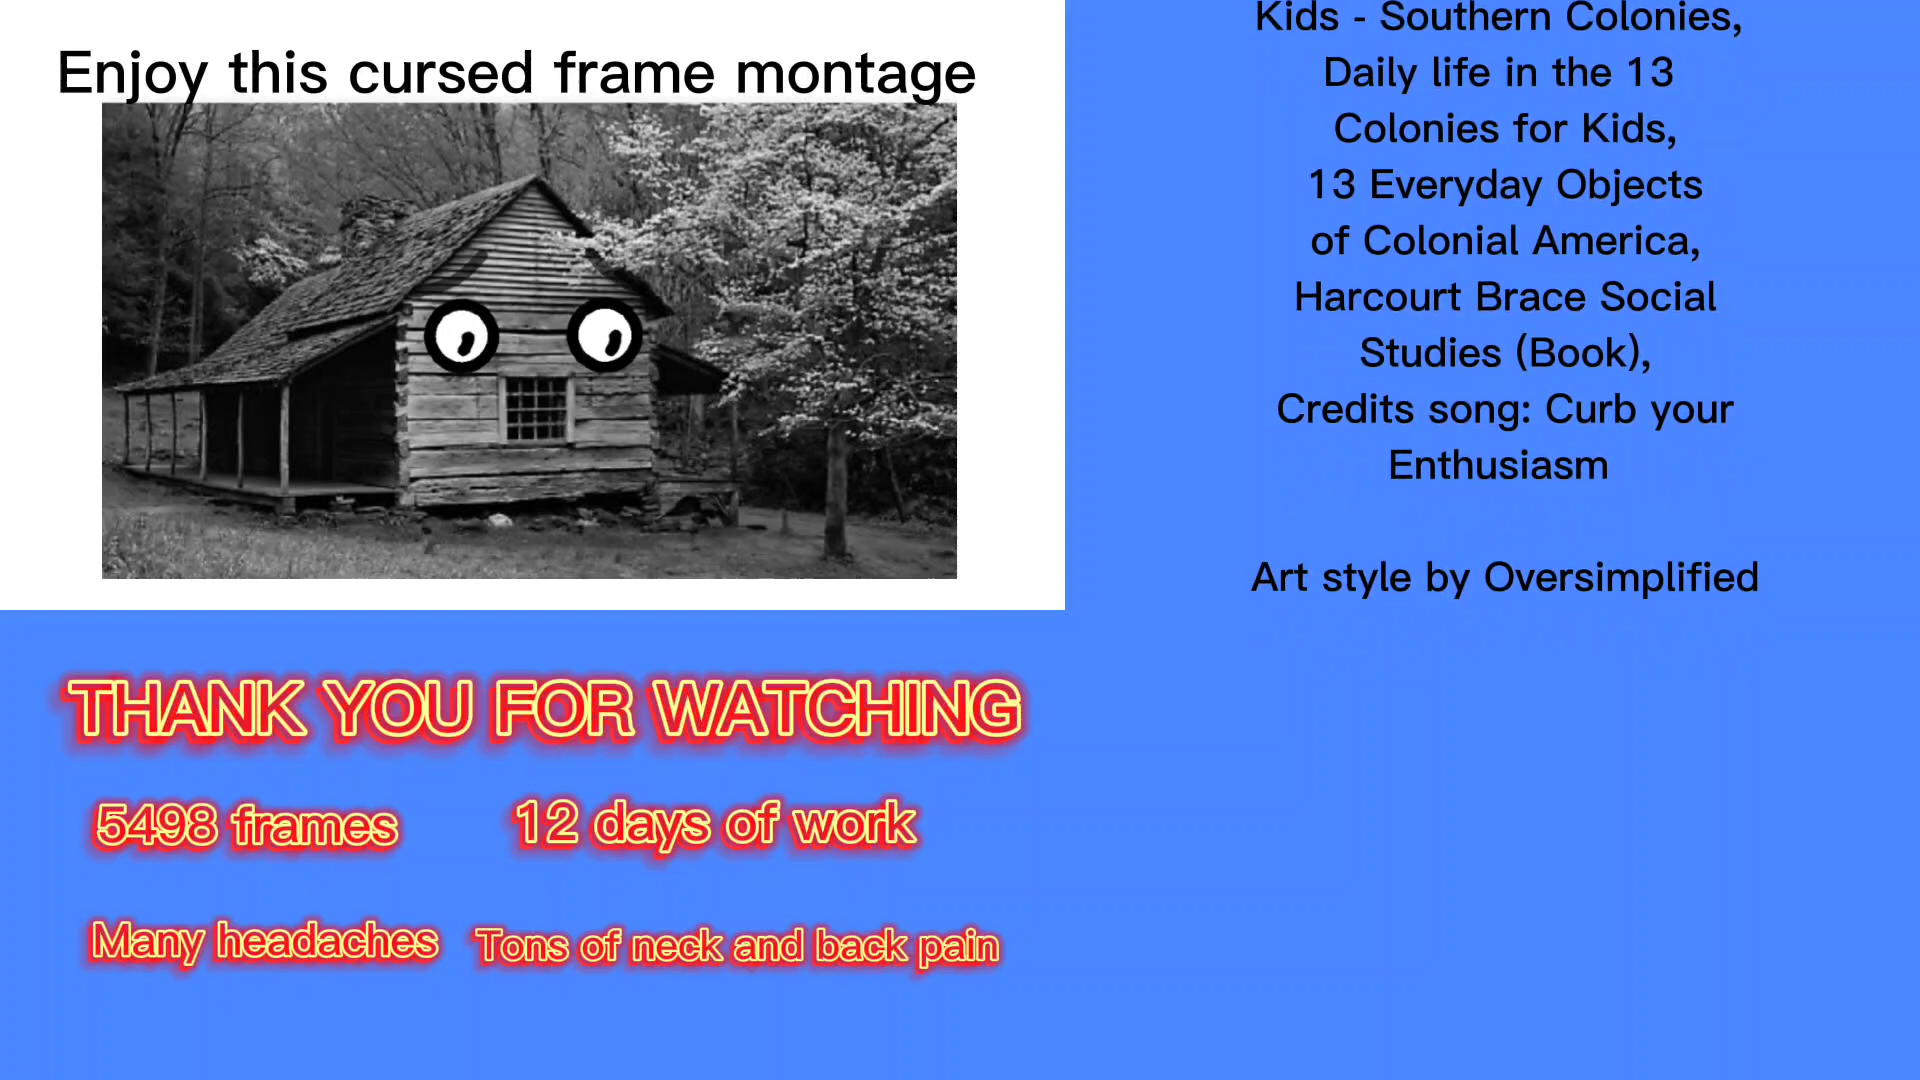 Enjoy this cursed frame montage
Kids - Southern Colonies,
Daily life in the 13
Colonies for Kids,
13 Everyday Objects
of Colonial America,
Harcourt Brace Social
Studies (Book),
Credits song: Curb your
Enthusiasm
Art style by Oversimplified
THANK YOU FOR WATCHING
5498 frames
12 days of work
Many headaches
Tons of neck and back pain